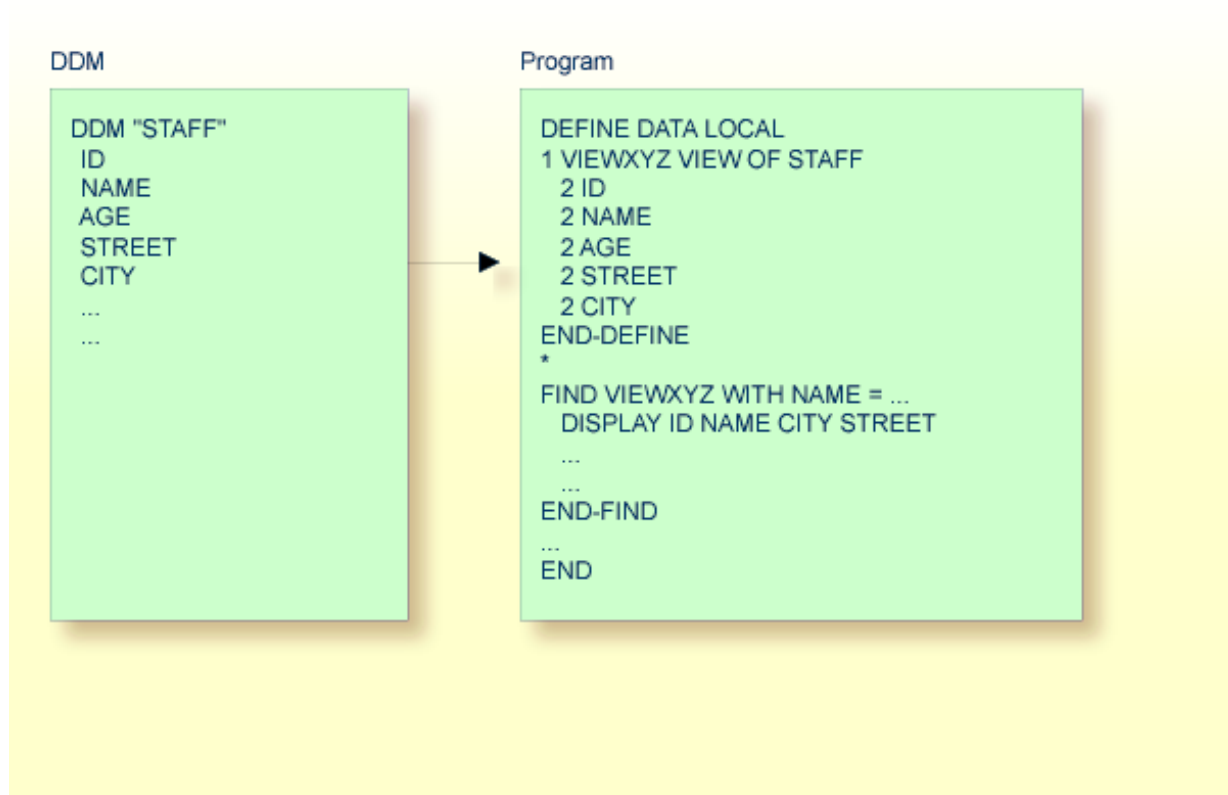 DDM
DDM "STAFF"
ID
NAME
AGE
STREET
CITY
...
...
Program
DEFINE DATA LOCAL
1 VIEWXYZ VIEW OF STAFF
2 ID
2 NAME
2 AGE
2 STREET
2 CITY
END-DEFINE
*
FIND VIEWXYZ WITH NAME = ...
DISPLAY ID NAME CITY STREET
...
...
END-FIND
...
END